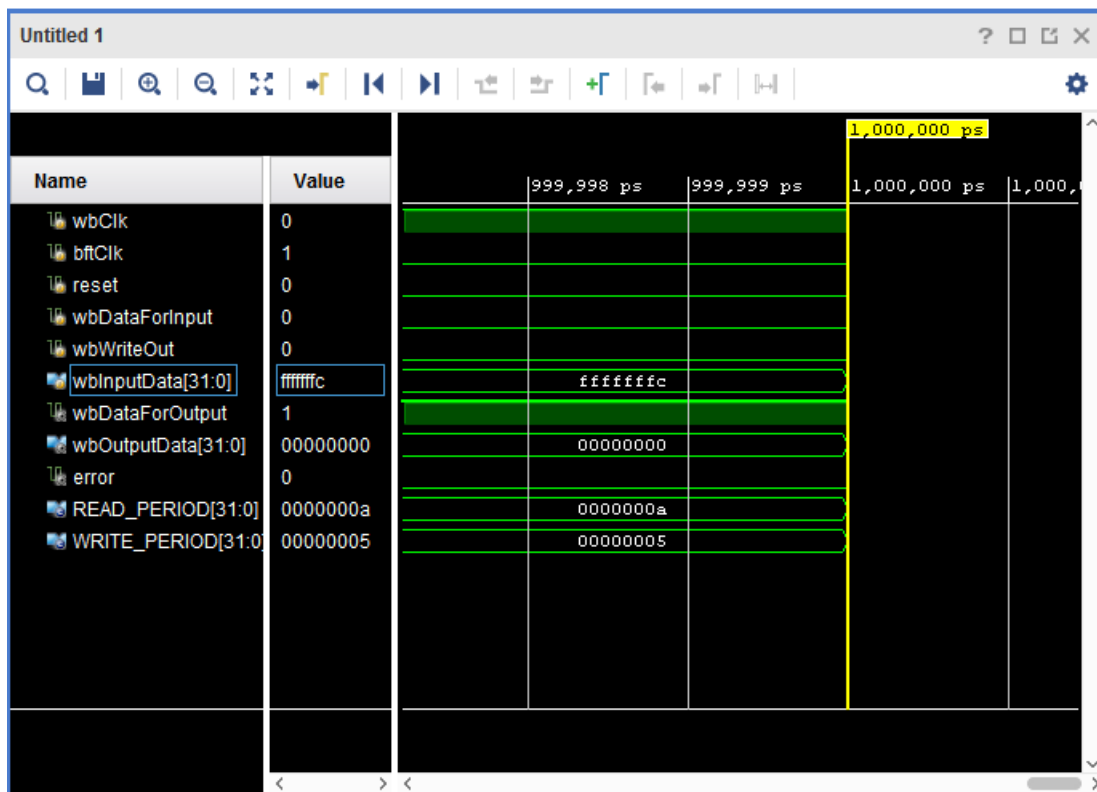 Untitled 1
1,000,000 ps
Name Value 999,998 ps 999,999 ps 1,000,000 ps 1,000,
wbClk 0
bftClk 1
reset 0
wbDataForInput 0
wbWriteOut 0
wbInputData[31:0] fffffffc fffffffc
wbDataForOutput 1
wbOutputData[31:0] 00000000 00000000
error 0
READ_PERIOD[31:0] 0000000a 0000000a
WRITE_PERIOD[31:0] 00000005 00000005